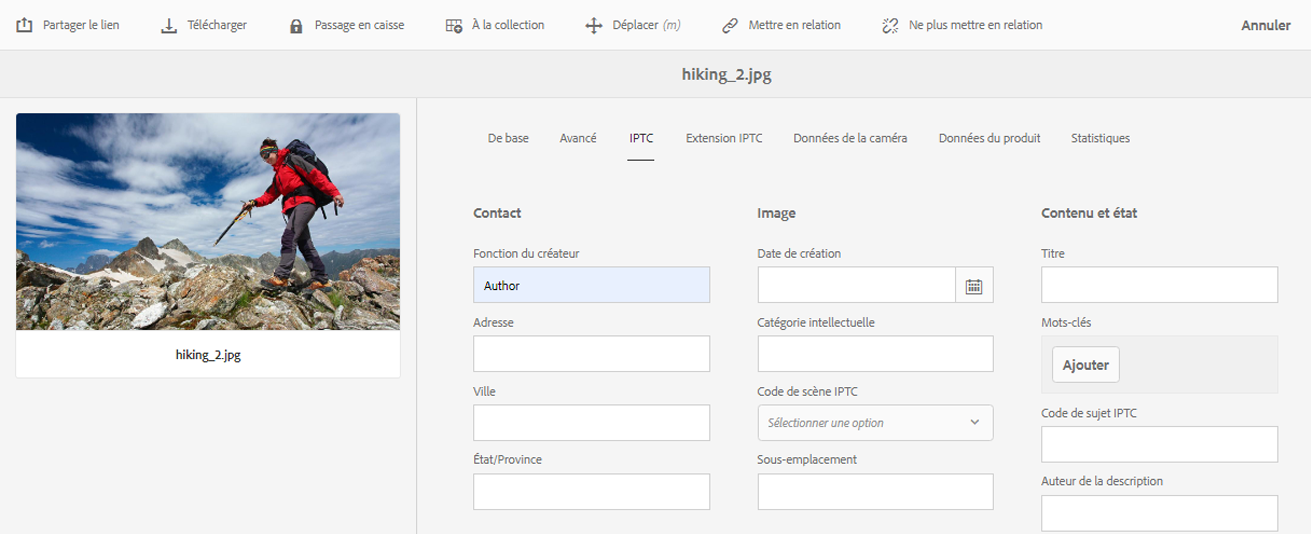 Partager le lien
Télécharger
Passage en caisse
À la collection
Déplacer (m)
Mettre en relation
Ne plus mettre en relation
Annuler
hiking_2.jpg
hiking_2.jpg
De base
Avancé
IPTC
Extension IPTC
Données de la caméra
Données du produit
Statistiques
Contact
Fonction du créateur
Author
Adresse
Ville
État/Province
Image
Date de création
Catégorie intellectuelle
Code de scène IPTC
Sélectionner une option
Sous-emplacement
Contenu et état
Titre
Mots-clés
Ajouter
Code de sujet IPTC
Auteur de la description